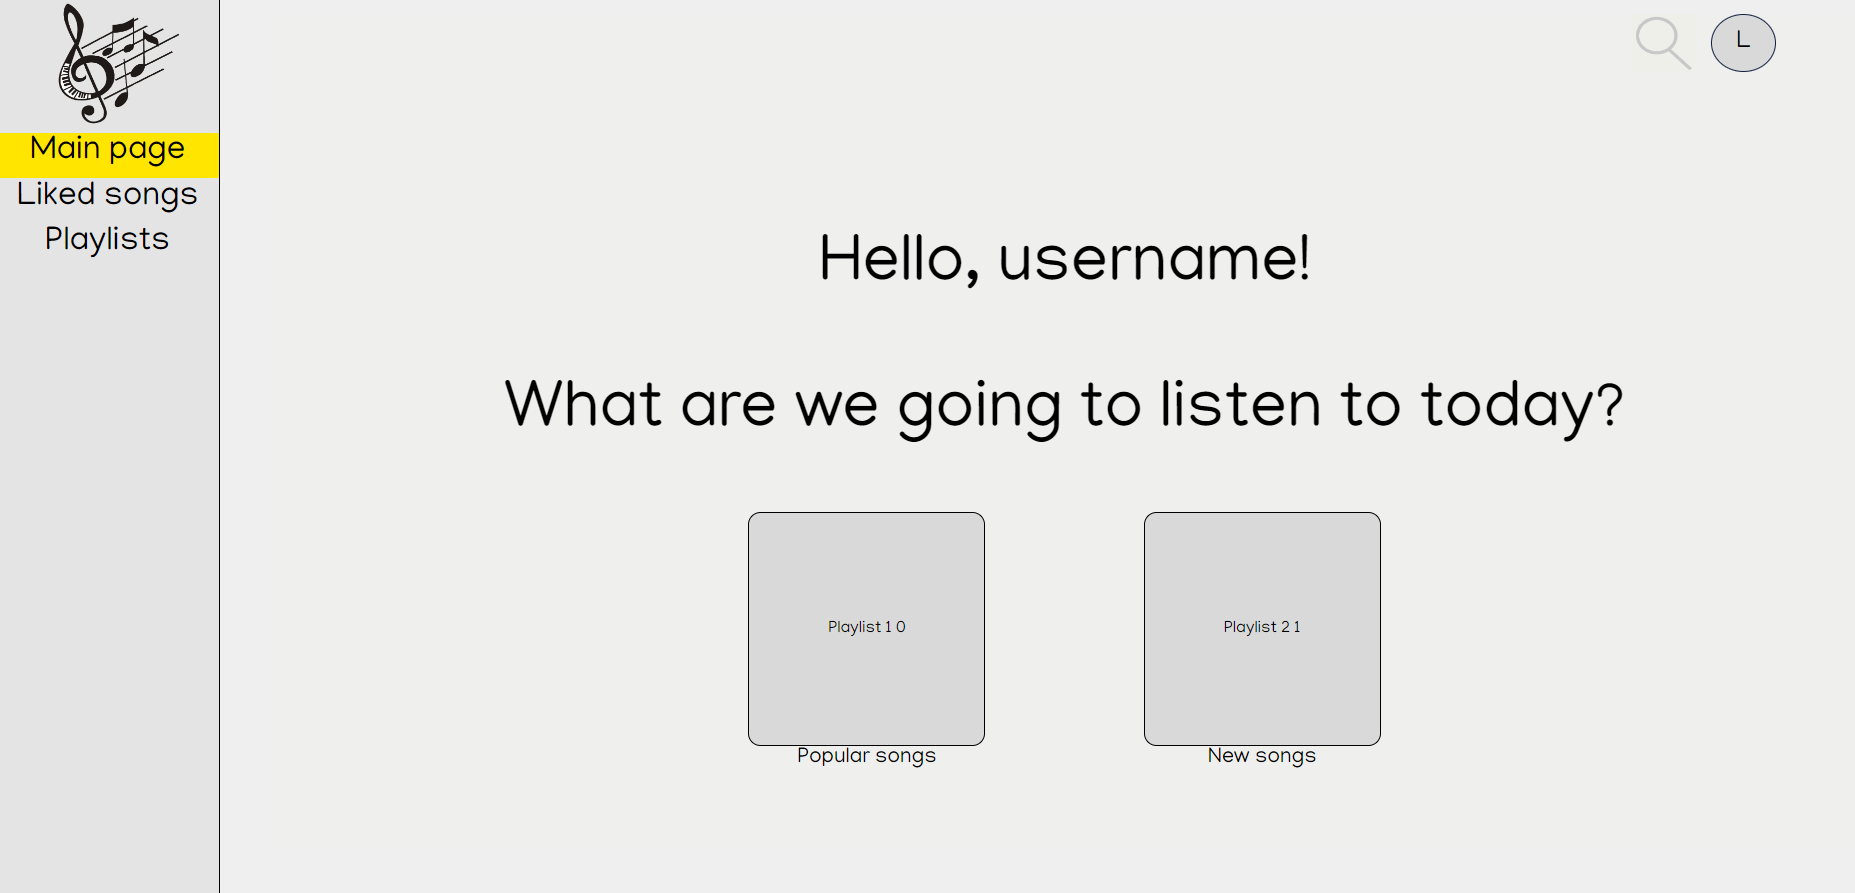 L
Main page
Liked songs
Playlists
Hello, username!
What are we going to listen to today?
Playlist 1 0
Playlist 2 1
Popular songs
New songs